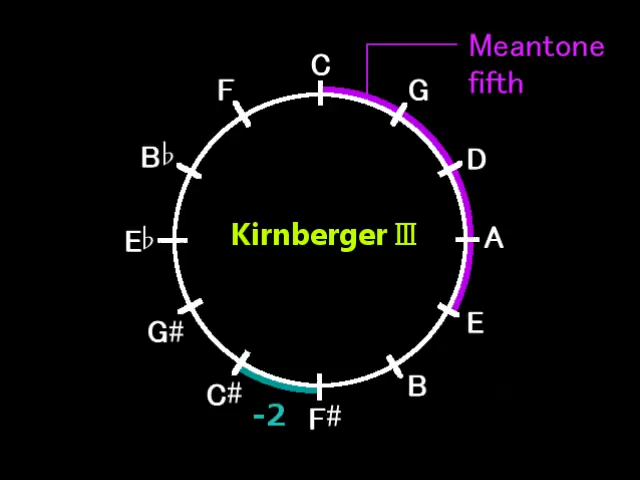 Meantone
fifth
C
G
D
A
E
B
F#
C#
G#
E♭
B♭
F
-2
Kirnberger Ⅲ